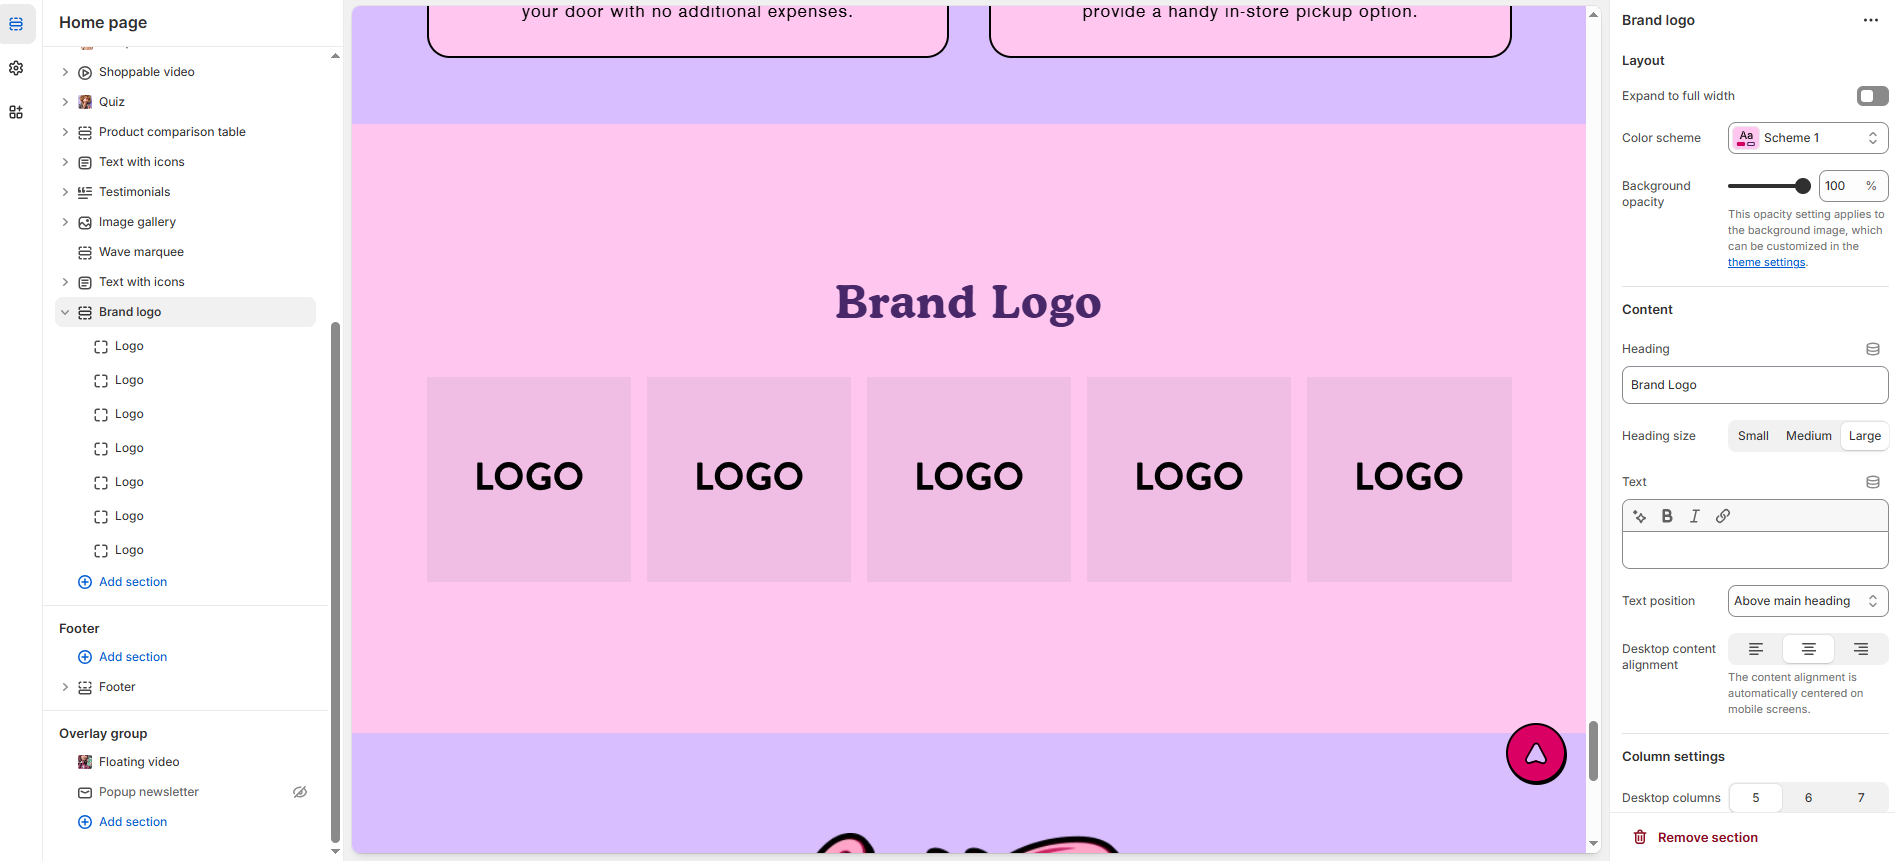 Home page
Shoppable video
Quiz
Product comparison table
Text with icons
Testimonials
Image gallery
Wave marquee
Text with icons
Brand logo
Logo
Logo
Logo
Logo
Logo
Logo
Logo
Add section
Footer
Add section
Footer
Overlay group
Floating video
Popup newsletter
Add section
your door with no additional expenses.
provide a handy in-store pickup option.
Brand Logo
LOGO LOGO LOGO LOGO LOGO
Brand logo
Layout
Expand to full width
Color scheme
Aa Scheme 1
Background
opacity
100 %
This opacity setting applies to
the background image, which
can be customized in the
theme settings.
Content
Heading
Brand Logo
Heading size
Small Medium Large
Text
B I
Text position
Above main heading
Desktop content
alignment
The content alignment is
automatically centered on
mobile screens.
Column settings
Desktop columns 5 6 7
Remove section